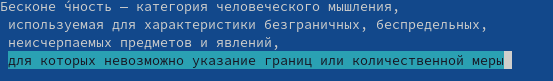 Бесконе ́чность — категория человеческого мышления,
используемая для характеристики безграничных, беспредельных,
неисчерпаемых предметов и явлений,
для которых невозможно указание границ или количественной меры